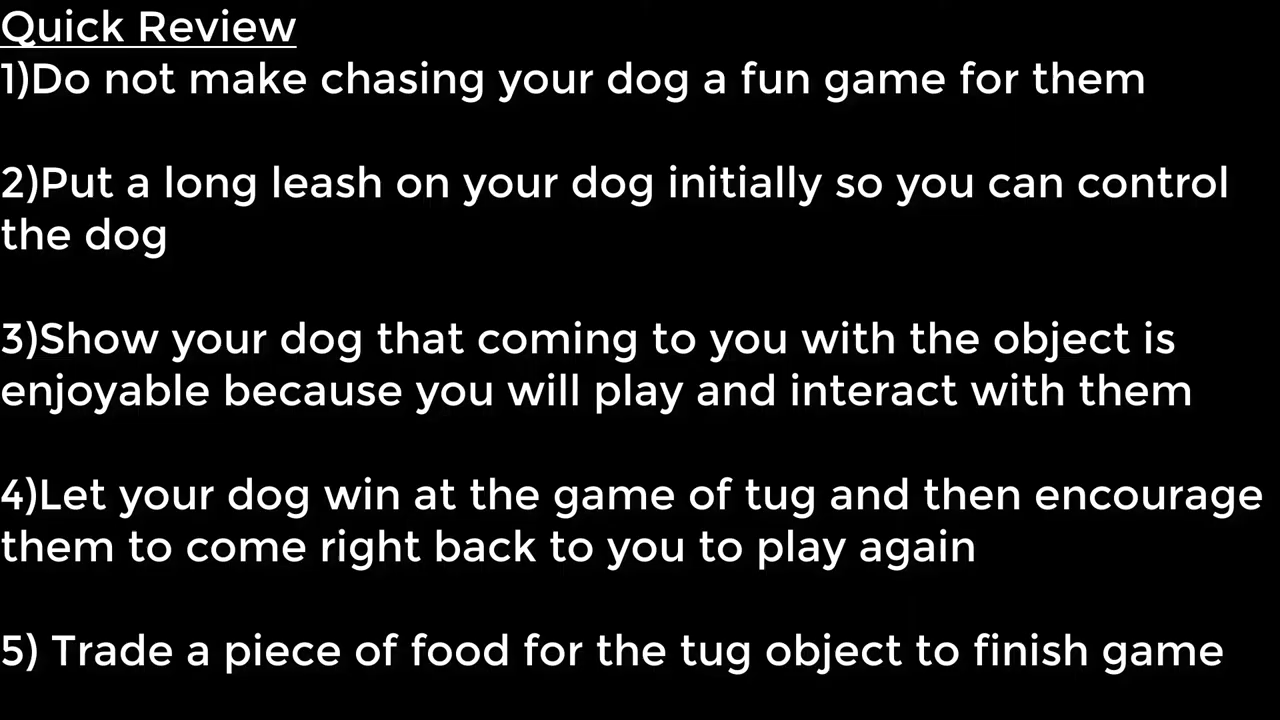 Quick Review
1)Do not make chasing your dog a fun game for them
2)Put a long leash on your dog initially so you can control
the dog
3)Show your dog that coming to you with the object is
enjoyable because you will play and interact with them
4)Let your dog win at the game of tug and then encourage
them to come right back to you to play again
5) Trade a piece of food for the tug object to finish game